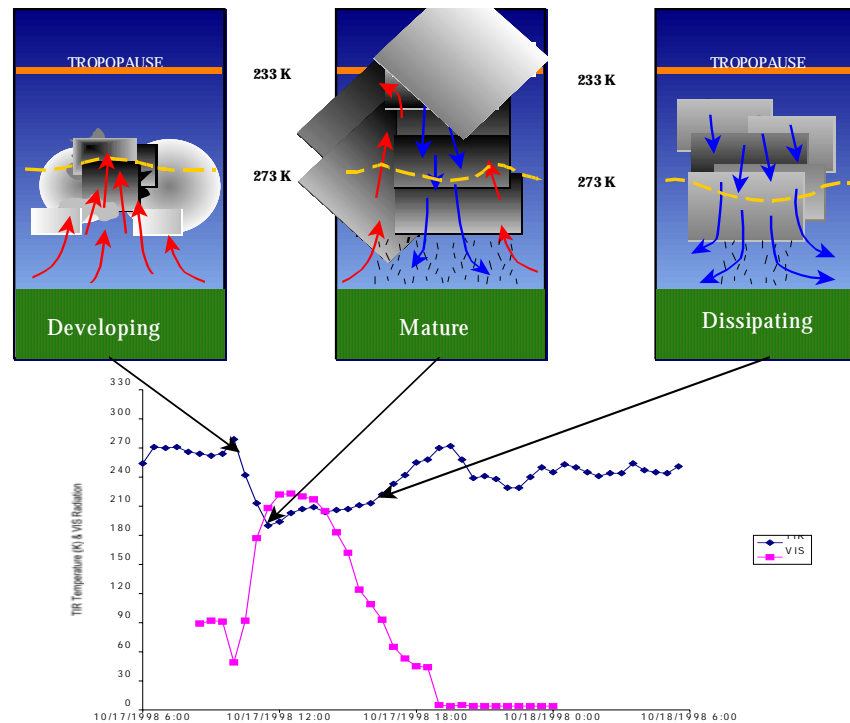 TROPOPAUSE
TROPOPAUSE
233 K
233 K
273 K
273 K
Developing
Mature
Dissipating
330
300
270
240
210
180
150
120
90
60
30
0
TIR Temperature (K) & VIS Radiation
VIS
10/17/1998 6:00
10/17/1998 12:00
10/17/1998 18:00
10/18/1998 0:00
10/18/1998 6:00